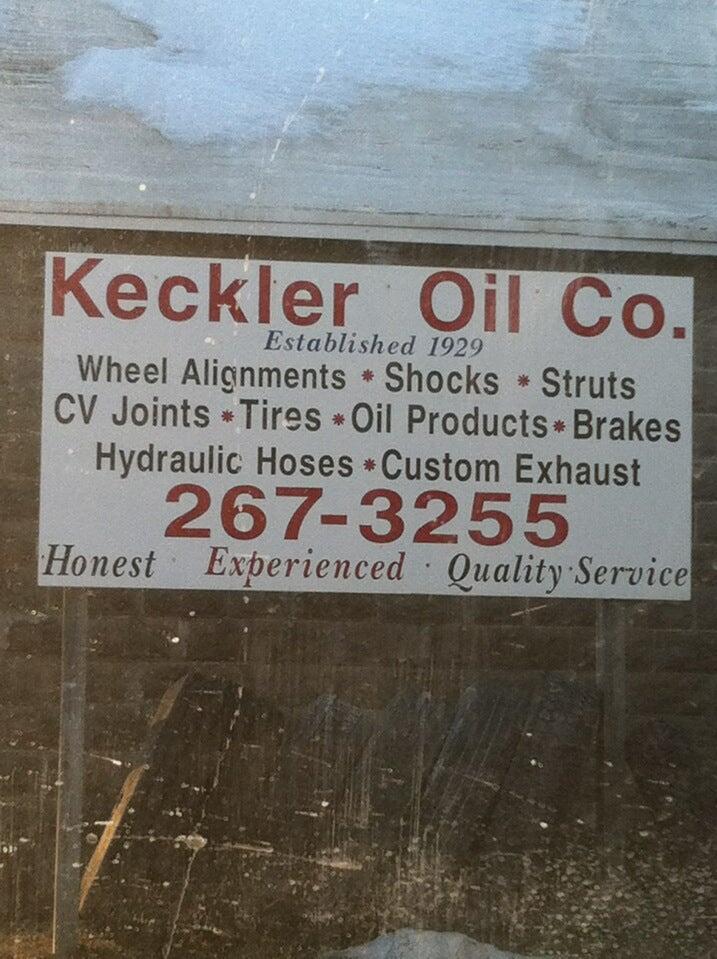 Keckler Oil Co.
Established 1929
Wheel Alignments * Shocks * Struts
CV Joints * Tires * Oil Products * Brakes
Hydraulic Hoses * Custom Exhaust
267-3255
Honest · Experienced · Quality · Service